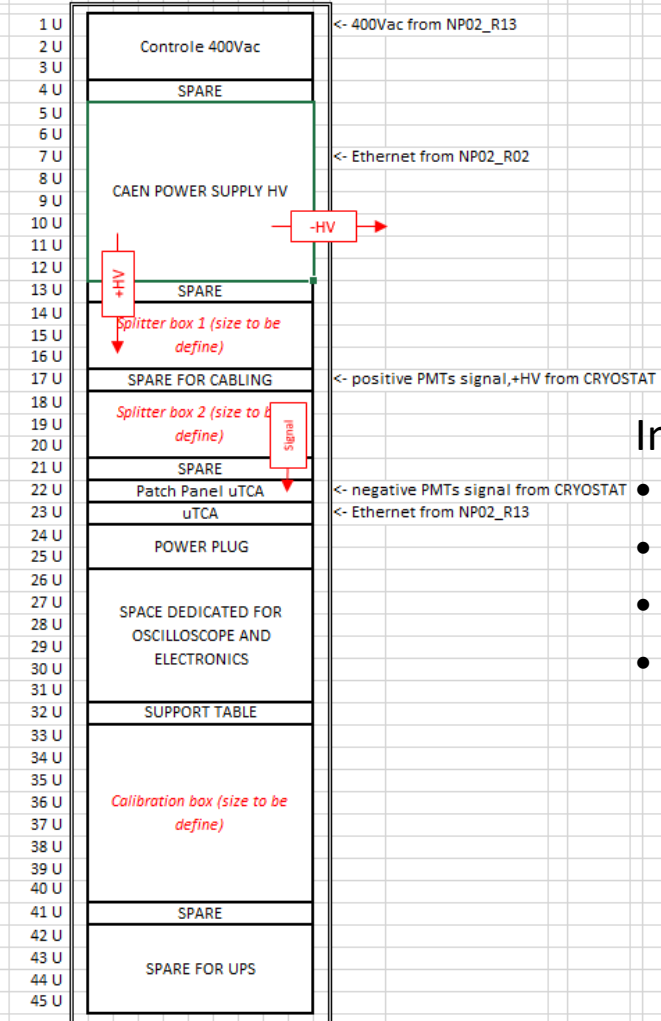 1 U
<- 400Vac from NP02_R13
2 U
Controle 400Vac
3 U
4 U
SPARE
5 U
6 U
7 U
<- Ethernet from NP02_R02
8 U
CAEN POWER SUPPLY HV
9 U
10 U
-HV
11 U
12 U
+HV
13 U
SPARE
14 U
Splitter box 1 (size to be
define)
15 U
16 U
17 U
SPARE FOR CABLING
<- positive PMTs signal,+HV from CRYOSTAT
18 U
Splitter box 2 (size to b
define)
19 U
Signal
20 U
21 U
SPARE
22 U
Patch Panel uTCA
<- negative PMTs signal from CRYOSTAT
23 U
uTCA
<- Ethernet from NP02_R13
24 U
POWER PLUG
25 U
26 U
27 U
SPACE DEDICATED FOR
OSCILLOSCOPE AND
ELECTRONICS
28 U
29 U
30 U
31 U
32 U
SUPPORT TABLE
33 U
34 U
35 U
36 U
Calibration box (size to be
define)
37 U
38 U
39 U
40 U
41 U
SPARE
42 U
43 U
SPARE FOR UPS
44 U
45 U